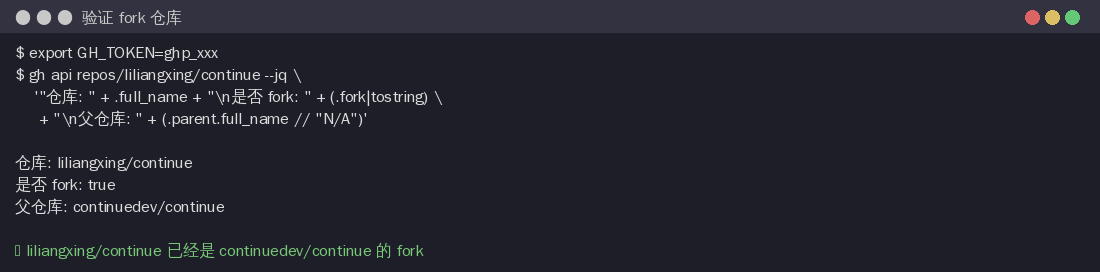 验证 fork 仓库
$ export GH_TOKEN=ghp_xxx
$ gh api repos/liliangxing/continue --jq \
'"仓库: " + .full_name + "\n是否 fork: " + (.fork|tostring) \
+ "\n父仓库: " + (.parent.full_name // "N/A")'
仓库: liliangxing/continue
是否 fork: true
父仓库: continuedev/continue
▯ liliangxing/continue 已经是 continuedev/continue 的 fork